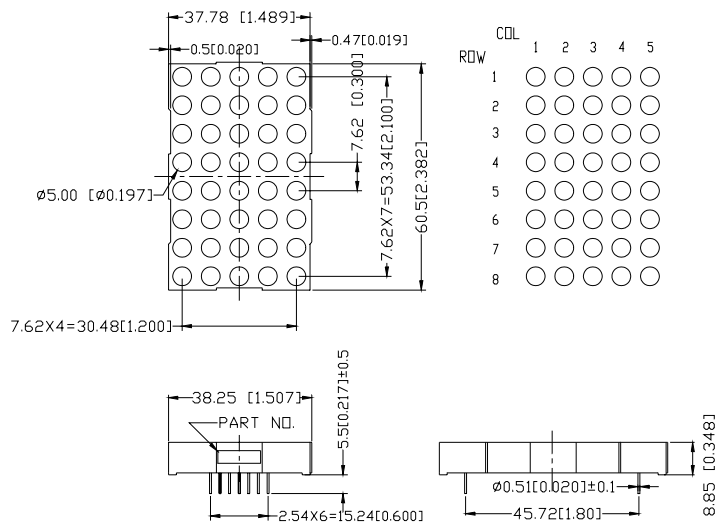 37.78 [1.489]
0.5[0.020]
0.47[0.019]
7.62 [0.300]
7.62X7=53.34[2.100]
60.5[2.382]
Ø5.00 [Ø0.197]
7.62X4=30.48[1.200]
COL
ROW
1 2 3 4 5
1
2
3
4
5
6
7
8
38.25 [1.507]
PART NO.
5.5[0.217]±0.5
2.54X6=15.24[0.600]
Ø0.51[0.020]±0.1
45.72[1.80]
8.85 [0.348]